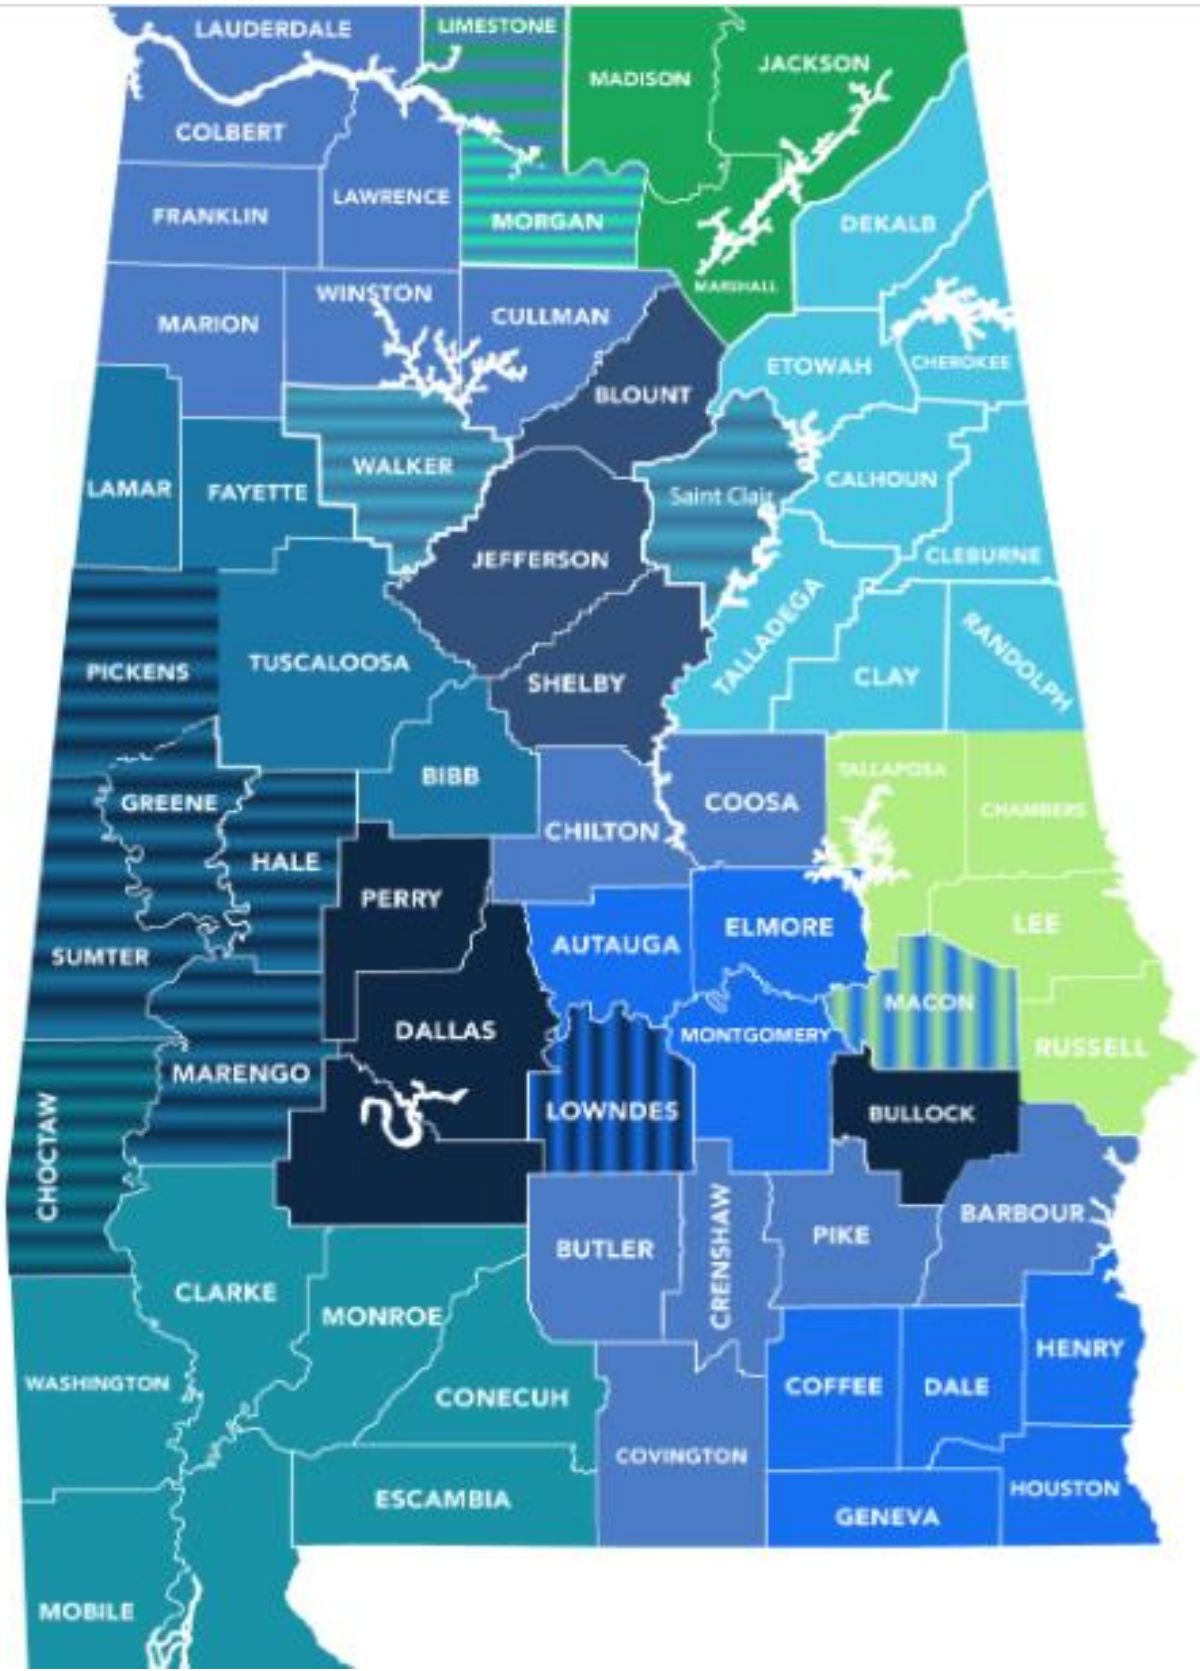 LAUDERDALE
LIMESTONE
MADISON
JACKSON
COLBERT
LAWRENCE
FRANKLIN
MORGAN
DEKALB
MARSHALL
WINSTON
MARION
CULLMAN
ETOWAH
CHEROKEE
BLOUNT
WALKER
LAMAR
FAYETTE
Saint Clair
CALHOUN
JEFFERSON
CLEBURNE
TALLADEGA
RANDOLPH
PICKENS
TUSCALOOSA
SHELBY
CLAY
BIBB
TALLAPOOSA
GREENE
COOSA
CHAMBERS
CHILTON
HALE
PERRY
ELMORE
LEE
AUTAUGA
SUMTER
MACON
DALLAS
MONTGOMERY
RUSSELL
MARENGO
LOWNDES
BULLOCK
CHOCTAW
BARBOUR
PIKE
BUTLER
CRENSHAW
CLARKE
MONROE
HENRY
WASHINGTON
CONECUH
COFFEE
DALE
COVINGTON
HOUSTON
ESCAMBIA
GENEVA
MOBILE